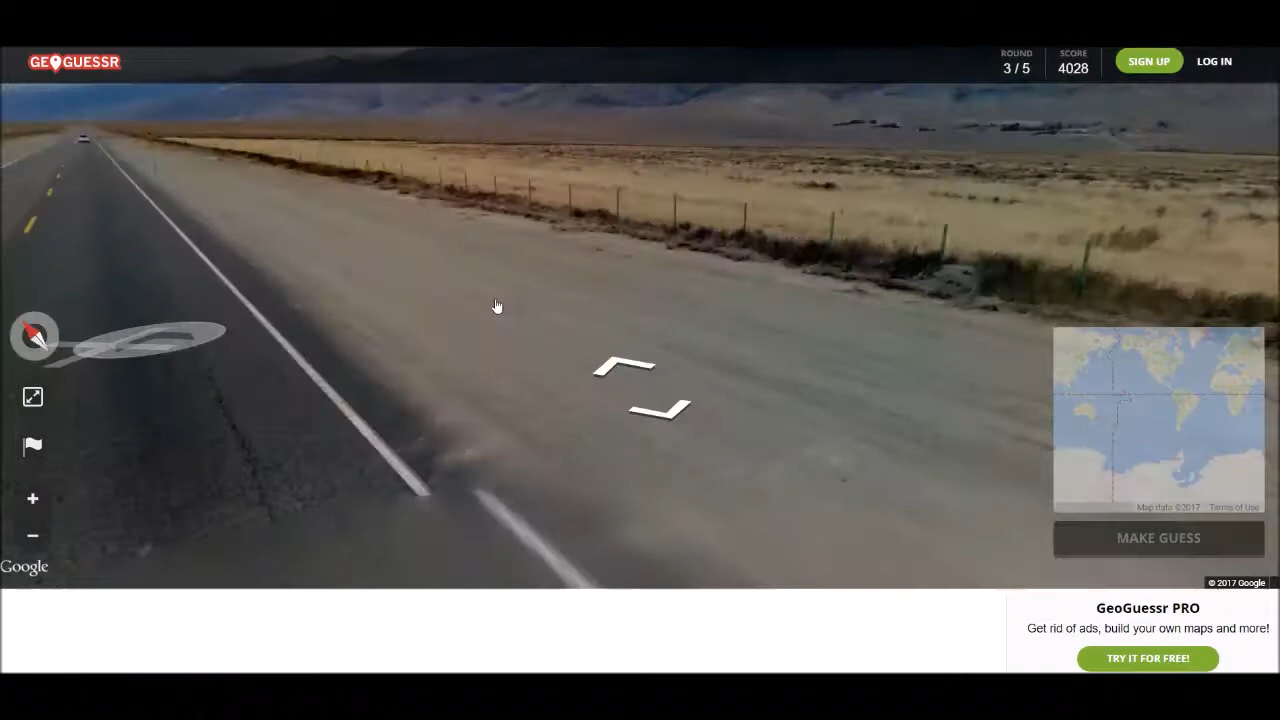 GEOGUESSR
ROUND
3 / 5
SCORE
4028
SIGN UP
LOG IN
Map data ©2017 Terms of Use
MAKE GUESS
Google
© 2017 Google
GeoGuessr PRO
Get rid of ads, build your own maps and more!
TRY IT FOR FREE!